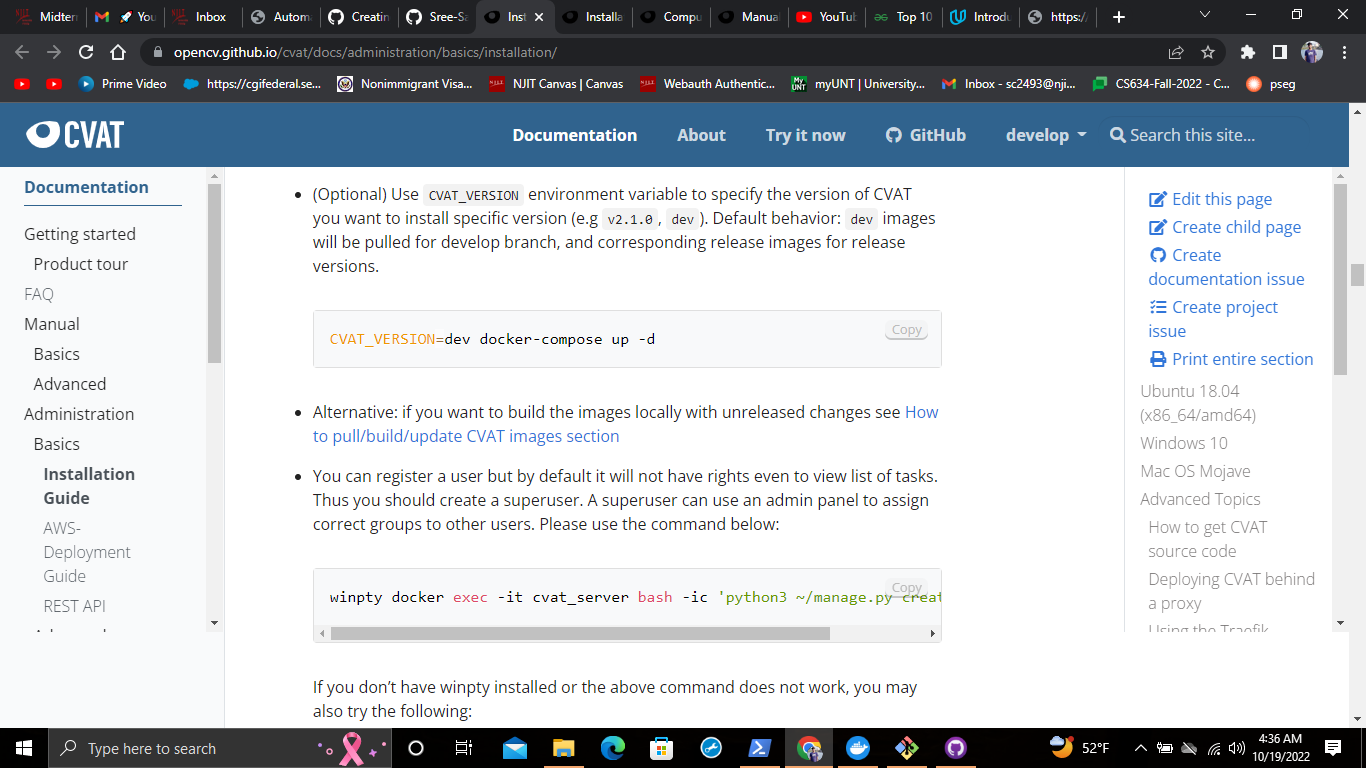 Midterm
You
Inbox
Autom
Creatin
Sree-Sa
Inst
Installa
Compu
Manua
YouTub
Top 10
Introdu
https:/
opencv.github.io/cvat/docs/administration/basics/installation/
Prime Video
https://cgifederal.se...
Nonimmigrant Visa...
NJIT Canvas | Canvas
Webauth Authentic...
myUNT | University...
Inbox - sc2493@nji...
CS634-Fall-2022 - C...
pseg
CVAT
Documentation
About
Try it now
GitHub
develop
Search this site...
Documentation
Getting started
Product tour
FAQ
Manual
Basics
Advanced
Administration
Basics
Installation
Guide
AWS-
Deployment
Guide
REST API
(Optional) Use CVAT_VERSION environment variable to specify the version of CVAT
you want to install specific version (e.g v2.1.0, dev). Default behavior: dev images
will be pulled for develop branch, and corresponding release images for release
versions.
Copy
CVAT_VERSION=dev docker-compose up -d
Alternative: if you want to build the images locally with unreleased changes see How
to pull/build/update CVAT images section
You can register a user but by default it will not have rights even to view list of tasks.
Thus you should create a superuser. A superuser can use an admin panel to assign
correct groups to other users. Please use the command below:
Copy
winpty docker exec -it cvat_server bash -ic 'python3 ~/manage.py creat
If you don’t have winpty installed or the above command does not work, you may
also try the following:
Edit this page
Create child page
Create
documentation issue
Create project
issue
Print entire section
Ubuntu 18.04
(x86_64/amd64)
Windows 10
Mac OS Mojave
Advanced Topics
How to get CVAT
source code
Deploying CVAT behind
a proxy
Using the Traefik
Type here to search
52°F
4:36 AM
10/19/2022